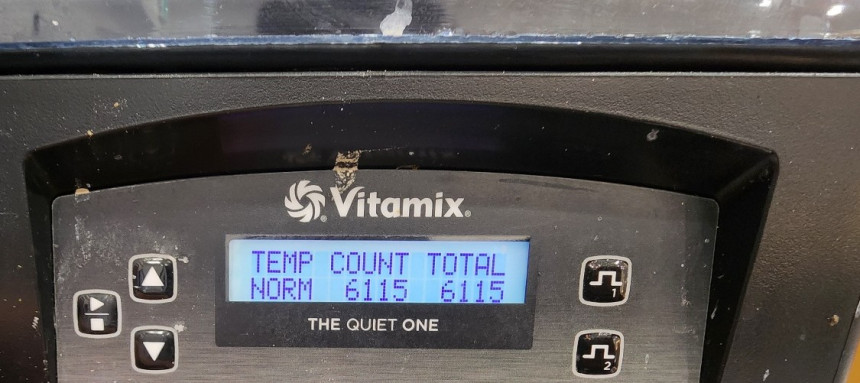 Vitamix
TEMP COUNT TOTAL
NORM 6115 6115
THE QUIET ONE
1
2